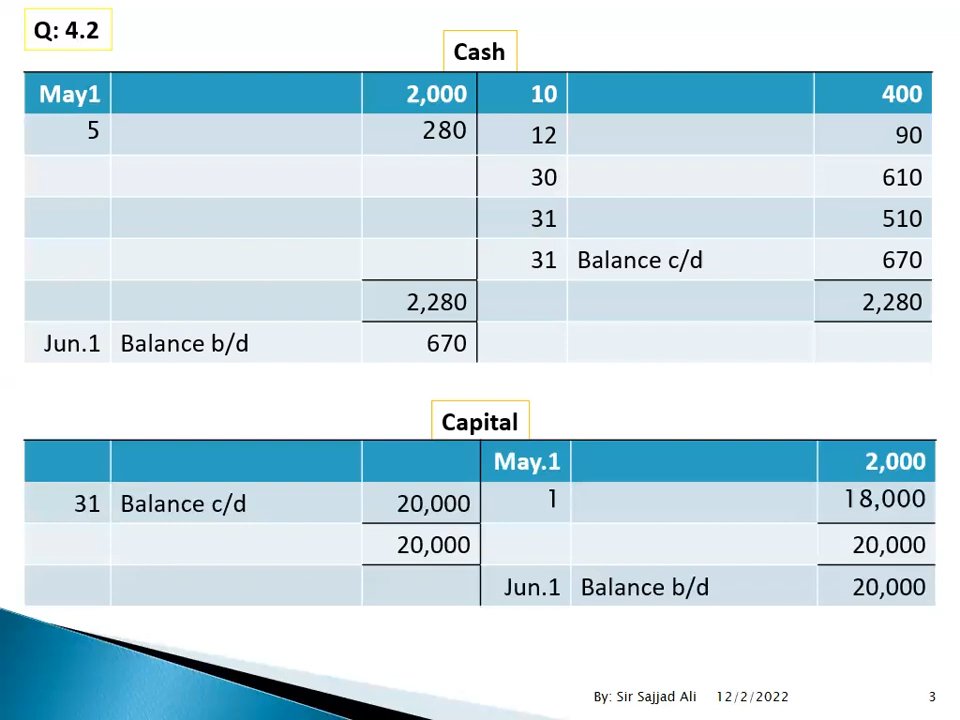 Q: 4.2
Cash
May1 2,000 10 400
5 280 12 90
30 610
31 510
31 Balance c/d 670
2,280 2,280
Jun.1 Balance b/d 670
Capital
May.1 2,000
31 Balance c/d 20,000 1 18,000
20,000 20,000
Jun.1 Balance b/d 20,000
By: Sir Sajjad Ali 12/2/2022 3